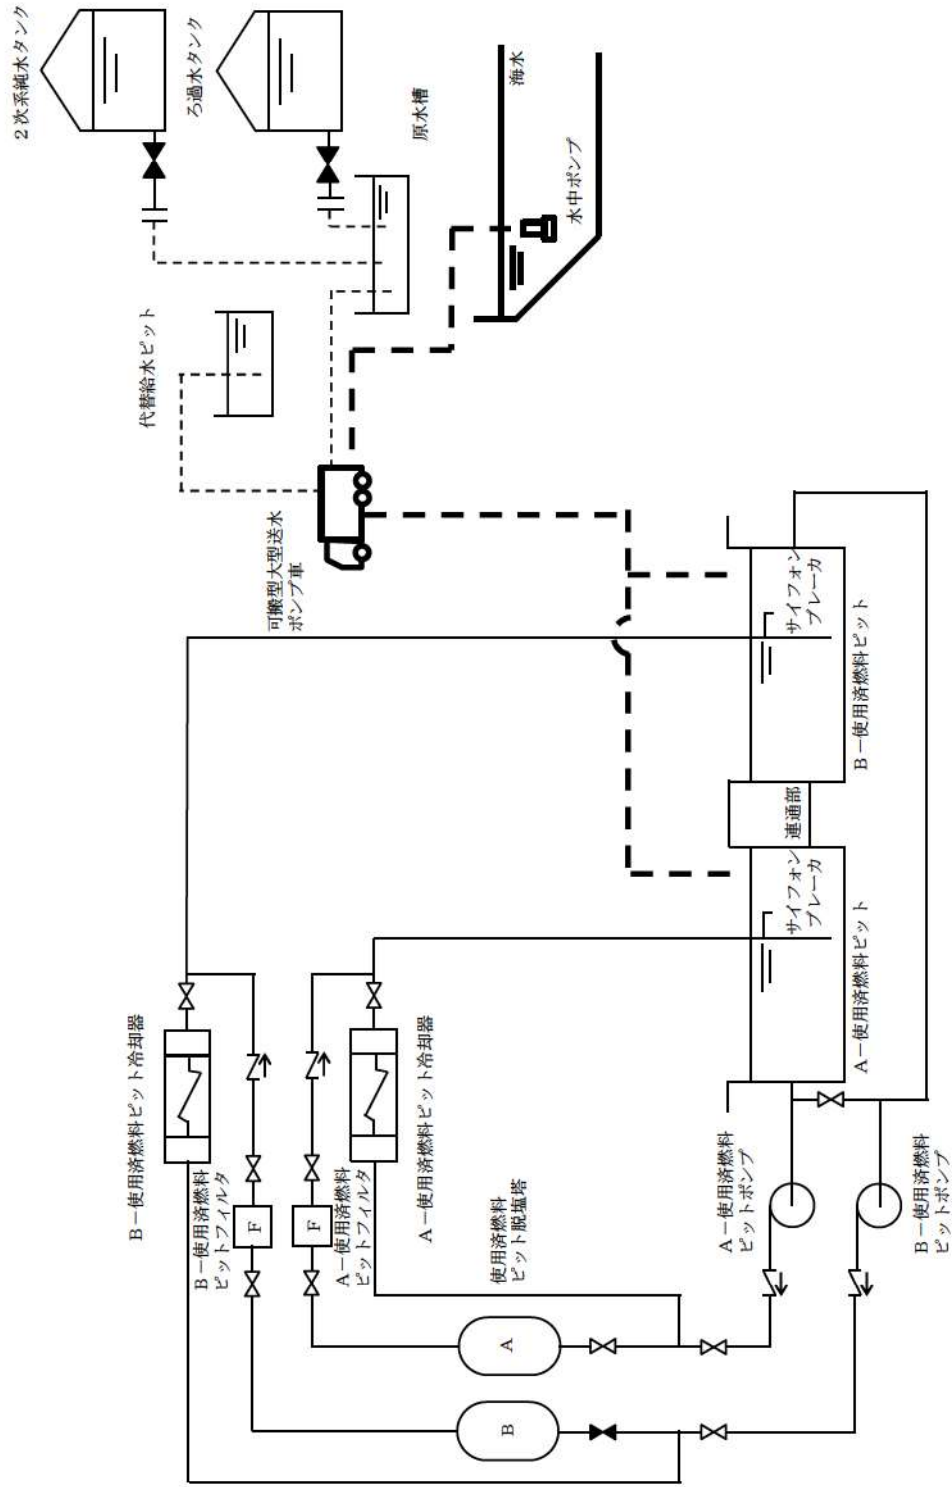 2次系純水タンク
ろ過水タンク
原水槽
海水
水中ポンプ
代替給水ピット
可搬型大型送水
ポンプ車
サイフォン
ブレーカ
B－使用済燃料ピット
連通部
サイフォン
ブレーカ
A－使用済燃料ピット
B－使用済燃料ピット冷却器
B－使用済燃料
ピットフィルタ
F
F
A－使用済燃料
ピットフィルタ
A－使用済燃料ピット冷却器
使用済燃料
ピット脱塩塔
A
B
A－使用済燃料
ピットポンプ
B－使用済燃料
ピットポンプ